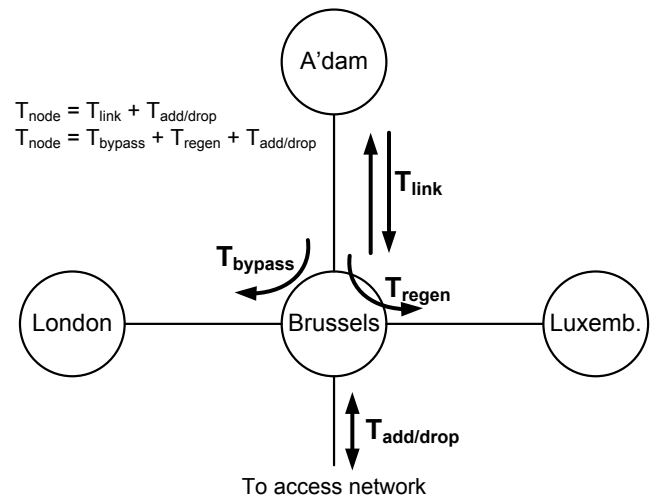 A'dam
T_node = T_link + T_add/drop
T_node = T_bypass + T_regen + T_add/drop
T_link
T_bypass
T_regen
London
Brussels
Luxemb.
T_add/drop
To access network